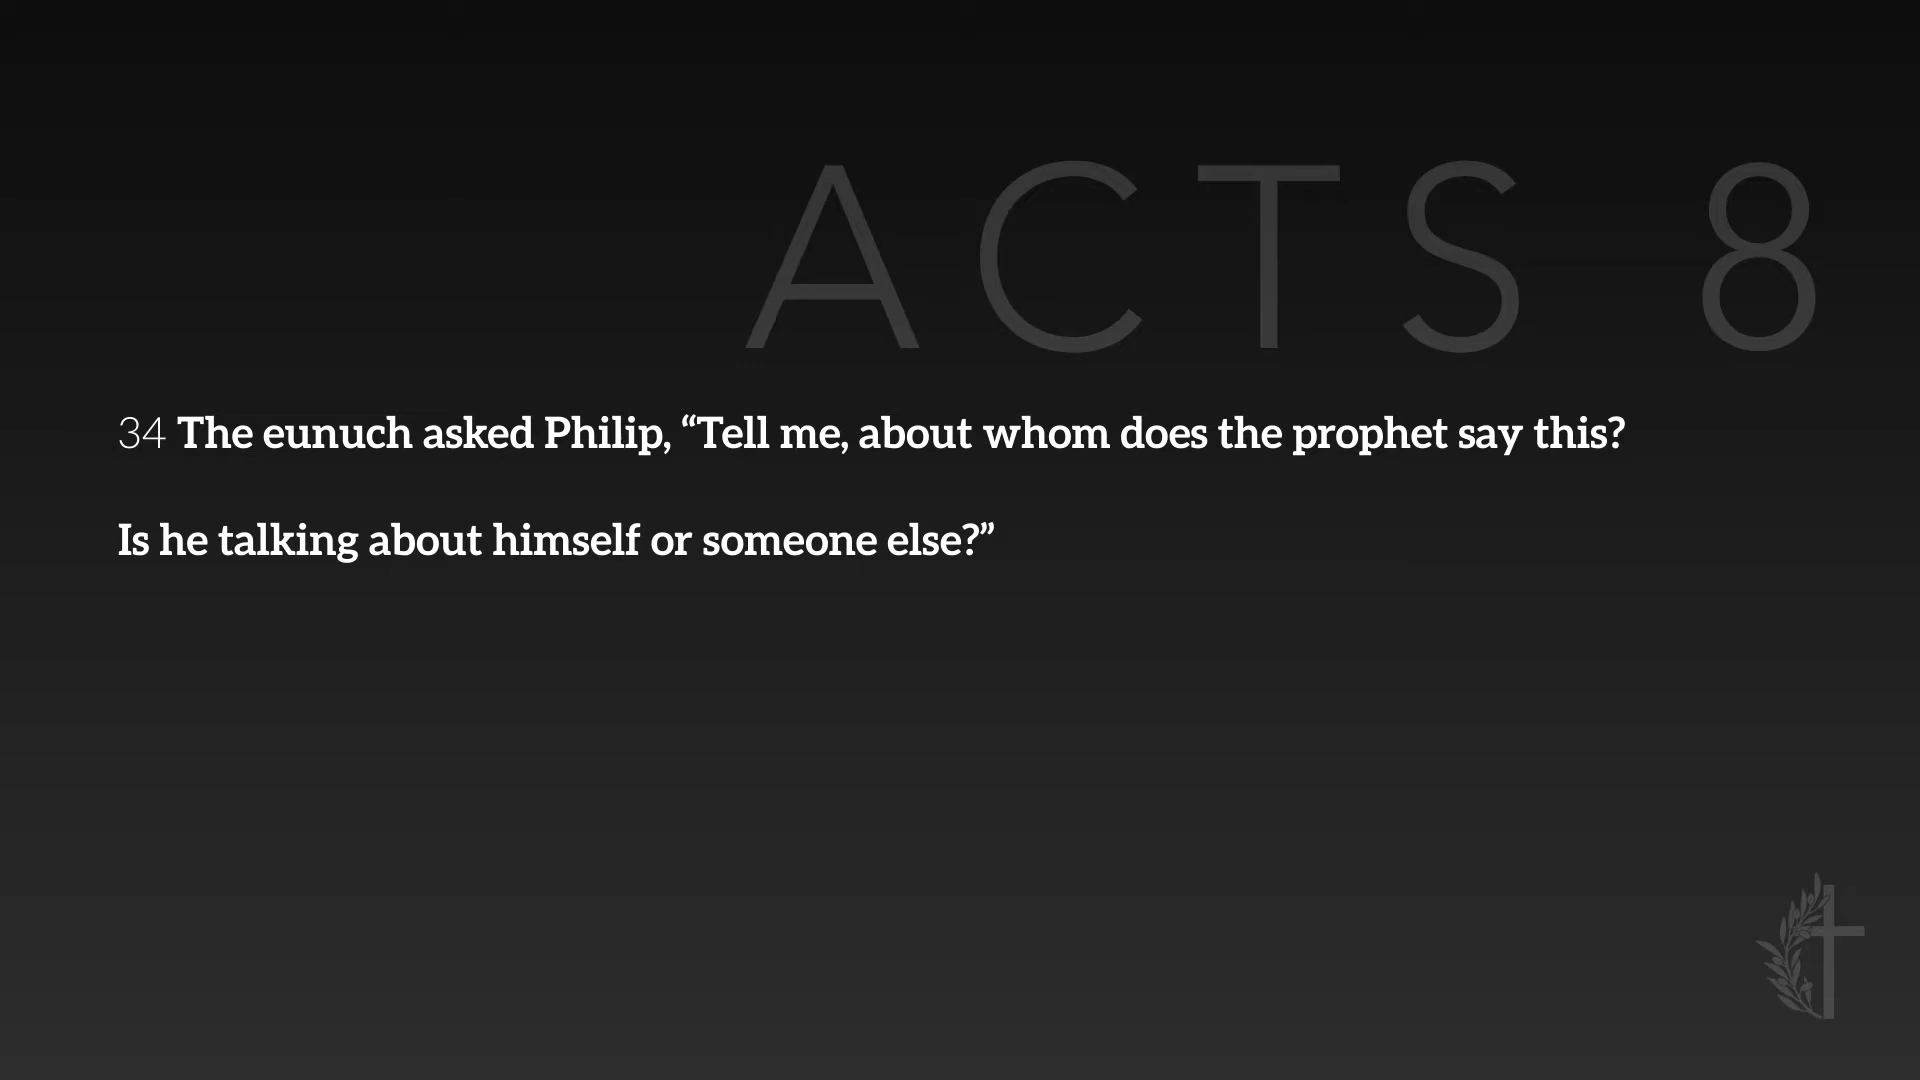 ACTS 8
34 The eunuch asked Philip, “Tell me, about whom does the prophet say this?
Is he talking about himself or someone else?”